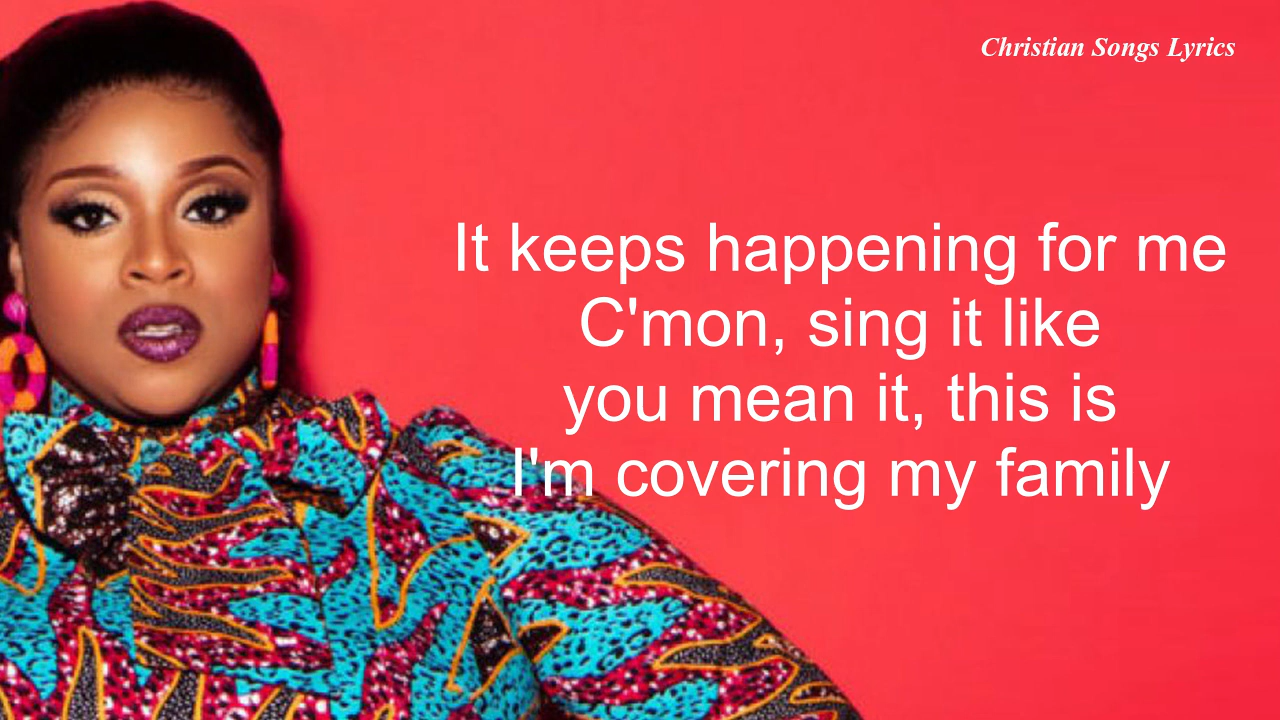 Christian Songs Lyrics
It keeps happening for me
C'mon, sing it like
you mean it, this is
I'm covering my family